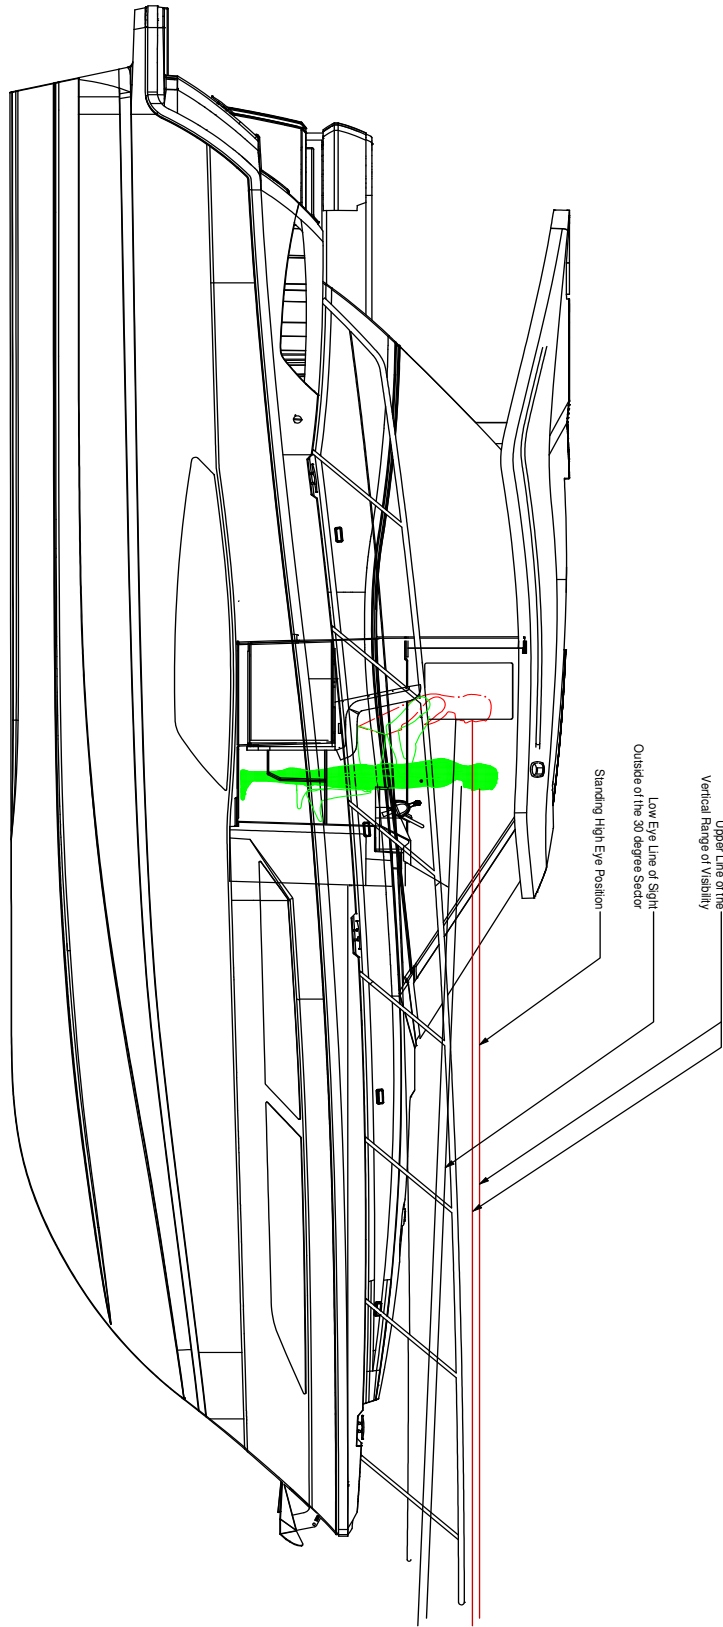 Upper Line of the
Vertical Range of Visibility
Low Eye Line of Sight
Outside of the 30 degree Sector
Standing High Eye Position